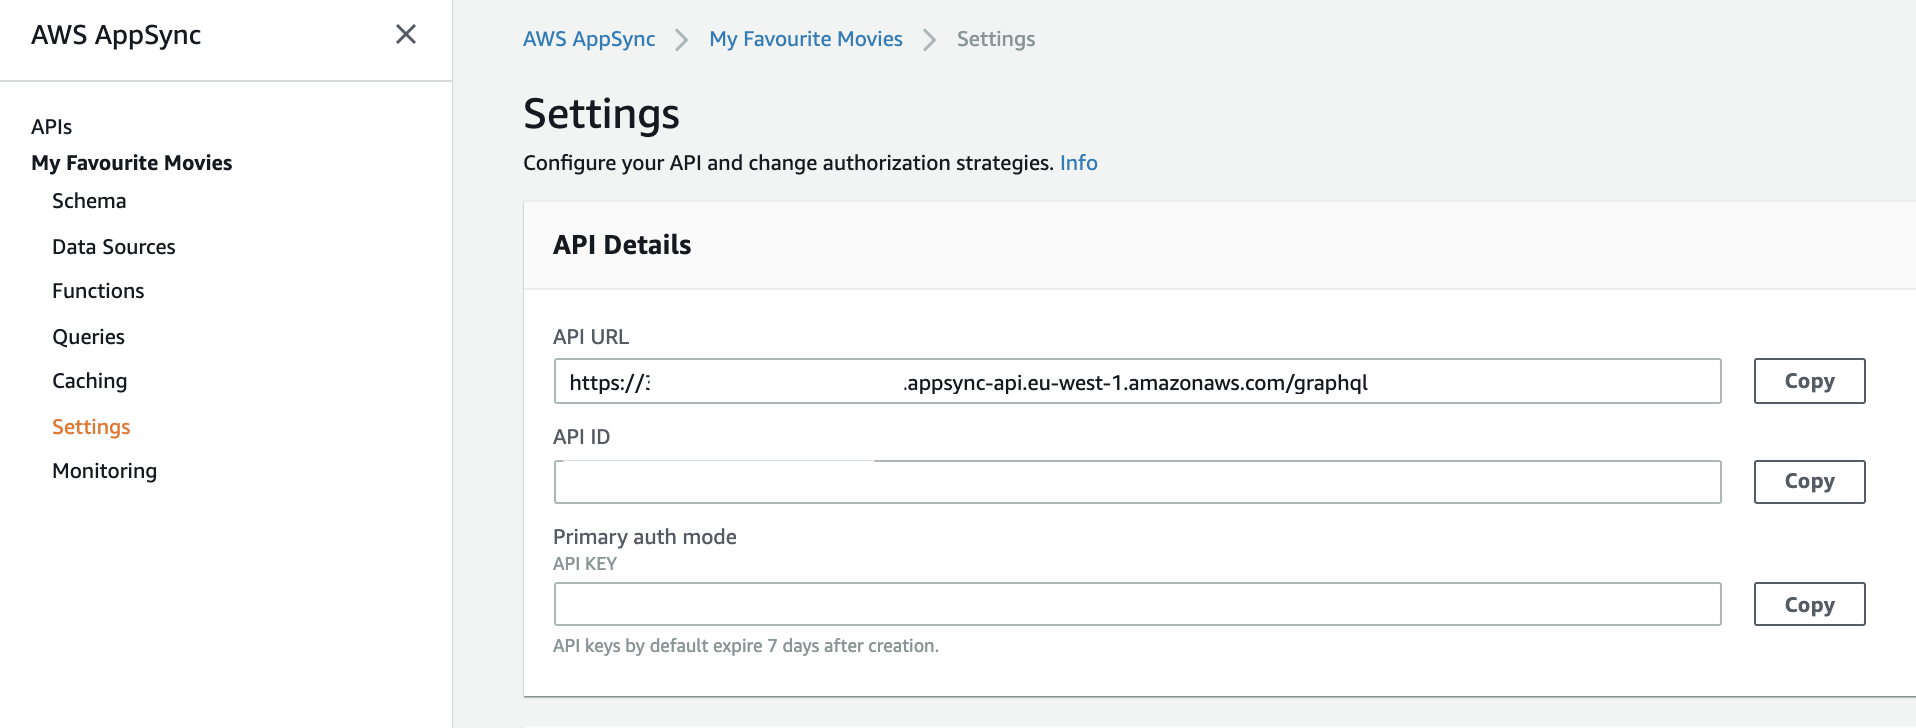 AWS AppSync
APIs
My Favourite Movies
Schema
Data Sources
Functions
Queries
Caching
Settings
Monitoring
AWS AppSync My Favourite Movies Settings
Settings
Configure your API and change authorization strategies. Info
API Details
API URL
https:// .appsync-api.eu-west-1.amazonaws.com/graphql
Copy
API ID
Copy
Primary auth mode
API KEY
Copy
API keys by default expire 7 days after creation.